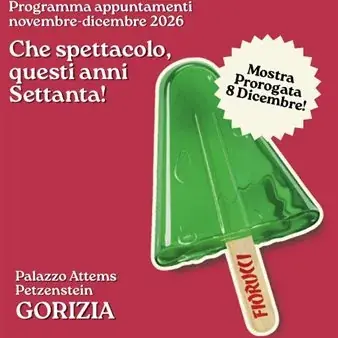 Programma appuntamenti
novembre-dicembre 2026
Che spettacolo,
questi anni
Settanta!
Mostra
Prorogata
8 Dicembre!
FIORUCCI
Palazzo Attems
Petzenstein
GORIZIA